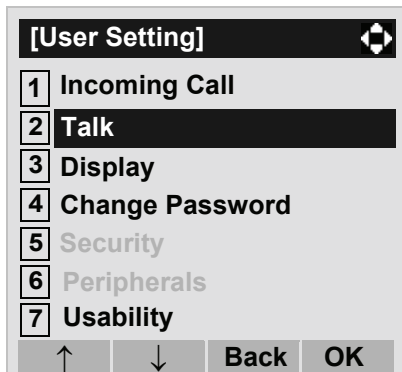 [User Setting]
1 Incoming Call
2 Talk
3 Display
4 Change Password
5 Security
6 Peripherals
7 Usability
↑ ↓ Back OK